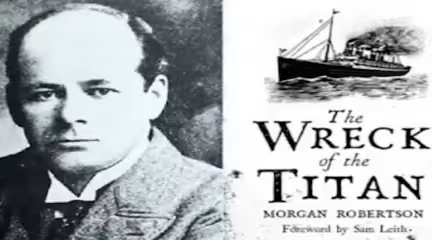 The
WRECK
of the
TITAN
MORGAN ROBERTSON
Foreword by Sam Leith